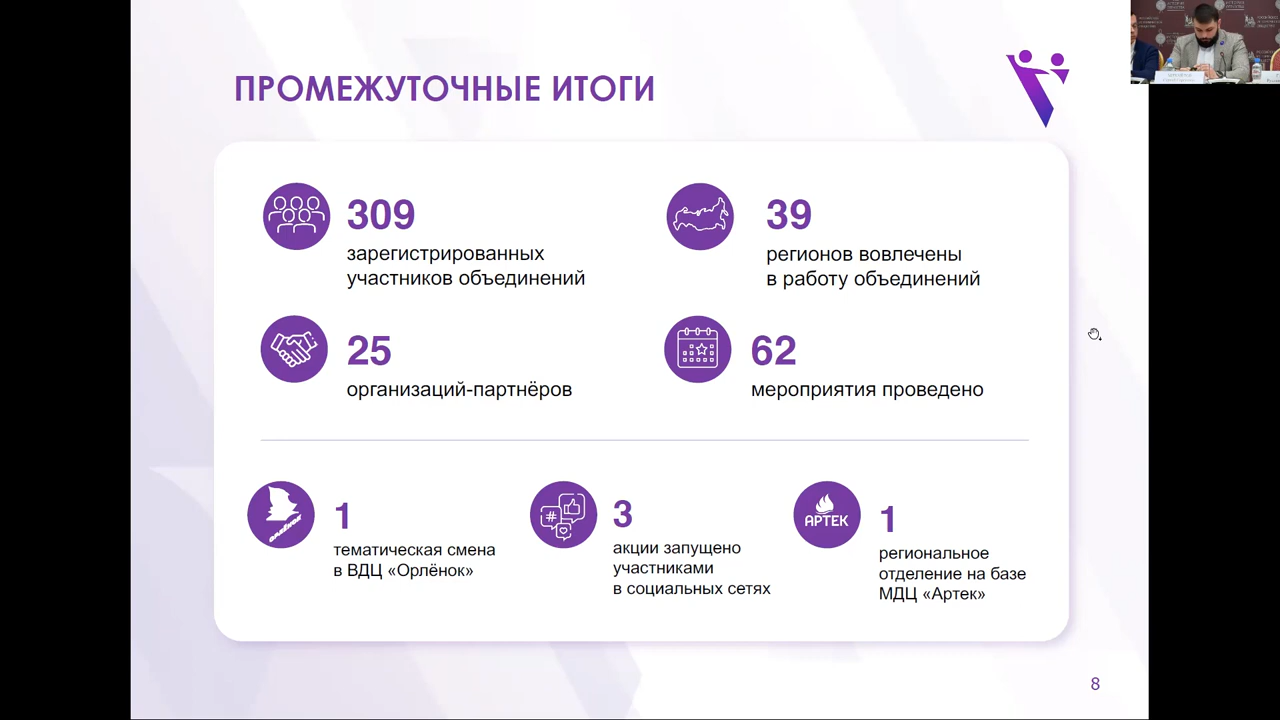 ПРОМЕЖУТОЧНЫЕ ИТОГИ
309
зарегистрированных
участников объединений
39
регионов вовлечены
в работу объединений
25
организаций-партнёров
62
мероприятия проведено
орлёнок
1
тематическая смена
в ВДЦ «Орлёнок»
#
3
акции запущено
участниками
в социальных сетях
АРТЕК
1
региональное
отделение на базе
МДЦ «Артек»
8